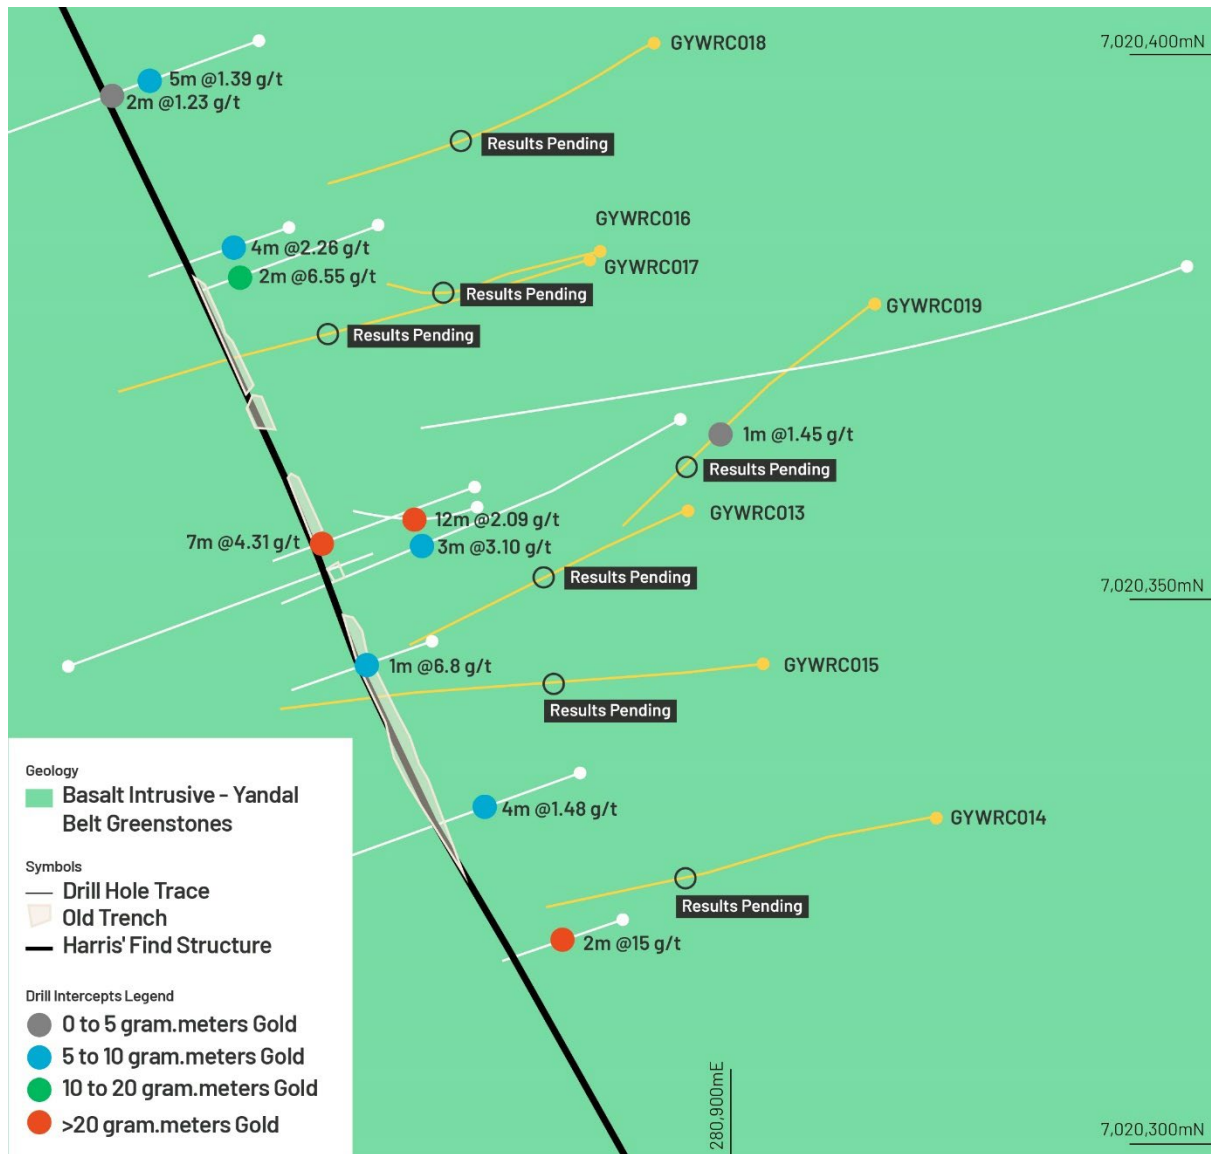 GYWRC018
7,020,400mN
5m @1.39 g/t
2m @1.23 g/t
Results Pending
GYWRC016
4m @2.26 g/t
GYWRC017
2m @6.55 g/t
Results Pending
GYWRC019
Results Pending
1m @1.45 g/t
Results Pending
GYWRC013
12m @2.09 g/t
7m @4.31 g/t
3m @3.10 g/t
Results Pending
7,020,350mN
1m @6.8 g/t
GYWRC015
Results Pending
4m @1.48 g/t
GYWRC014
Results Pending
2m @15 g/t
Geology
Basalt Intrusive - Yandal
Belt Greenstones
Symbols
Drill Hole Trace
Old Trench
Harris' Find Structure
Drill Intercepts Legend
0 to 5 gram.meters Gold
5 to 10 gram.meters Gold
10 to 20 gram.meters Gold
>20 gram.meters Gold
280,900mE
7,020,300mN